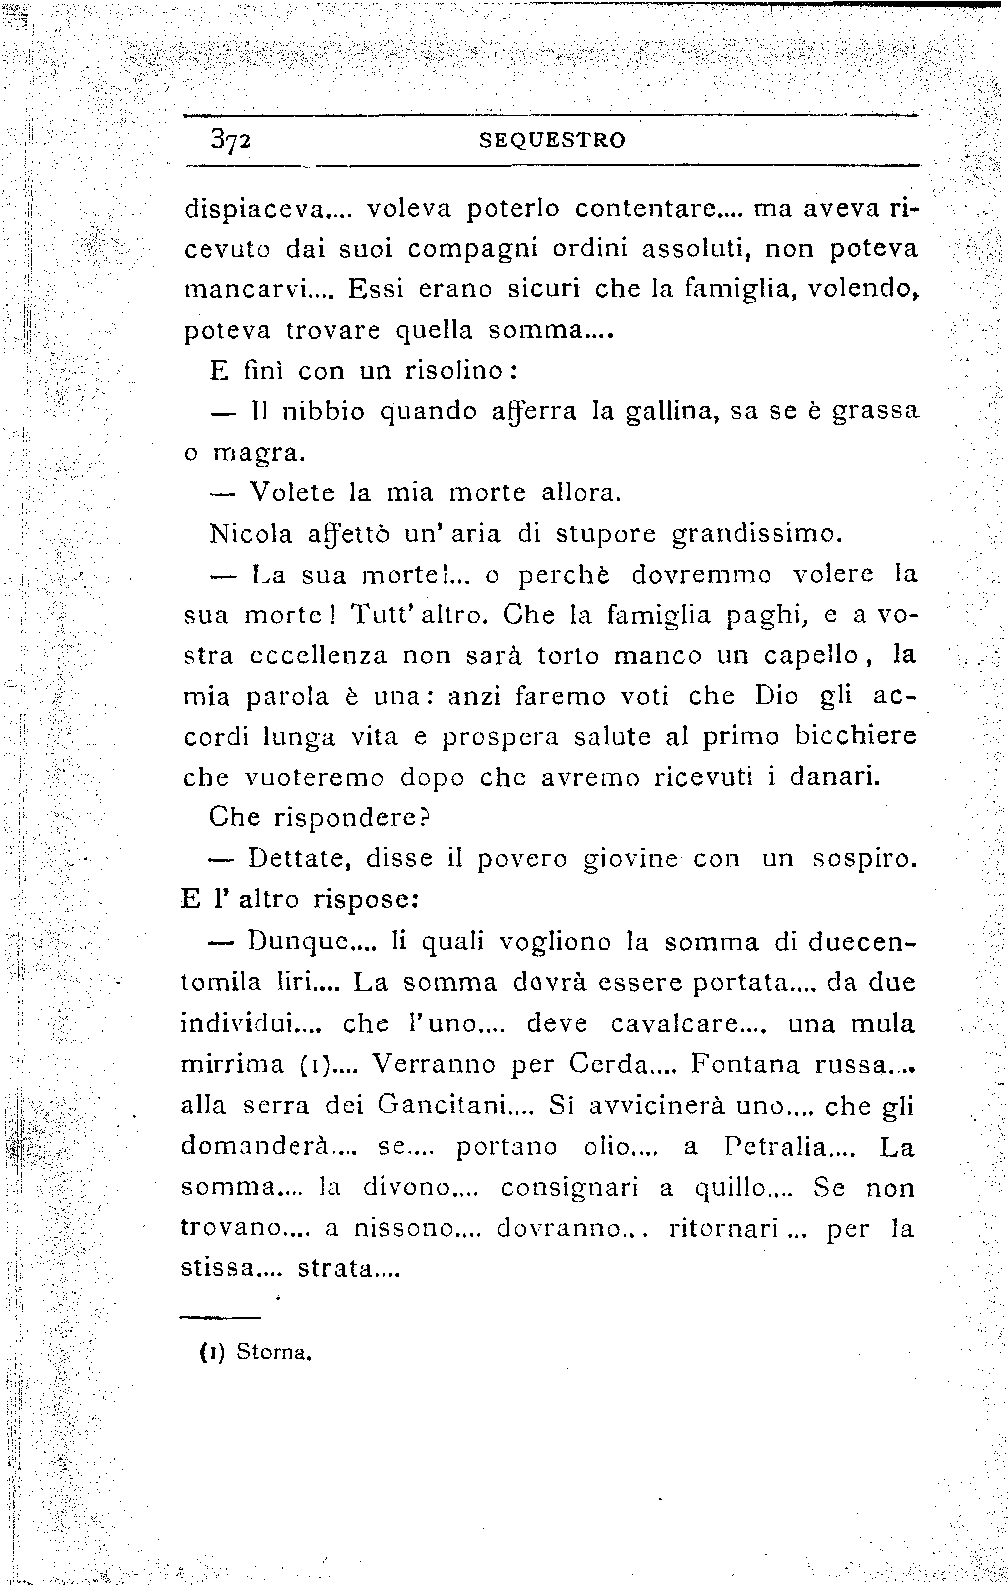 372 SEQUESTRO
dispiaceva.... voleva poterlo contentare.... ma aveva ri-
cevuto dai suoi compagni ordini assoluti, non poteva
mancarvi.... Essi erano sicuri che la famiglia, volendo,
poteva trovare quella somma....
E finì con un risolino:
— Il nibbio quando afferra la gallina, sa se è grassa
o magra.
— Volete la mia morte allora.
Nicola affettò un' aria di stupore grandissimo.
— La sua morte!... o perchè dovremmo volere la
sua morte! Tutt' altro. Che la famiglia paghi, e a vo-
stra eccellenza non sarà torto manco un capello, la
mia parola è una: anzi faremo voti che Dio gli ac-
cordi lunga vita e prospera salute al primo bicchiere
che vuoteremo dopo che avremo ricevuti i danari.
Che rispondere?
— Dettate, disse il povero giovine con un sospiro.
E l' altro rispose:
— Dunque.... li quali vogliono la somma di duecen-
tomila liri.... La somma dovrà essere portata.... da due
individui.... che l'uno.... deve cavalcare.... una mula
mirrima (1).... Verranno per Cerda.... Fontana russa....
alla serra dei Gancitani.... Si avvicinerà uno.... che gli
domanderà.... se.... portano olio.... a Petralia.... La
somma.... la divono.... consignari a quillo.... Se non
trovano.... a nissono.... dovranno... ritornari ... per la
stissa.... strata....
(1) Storna.